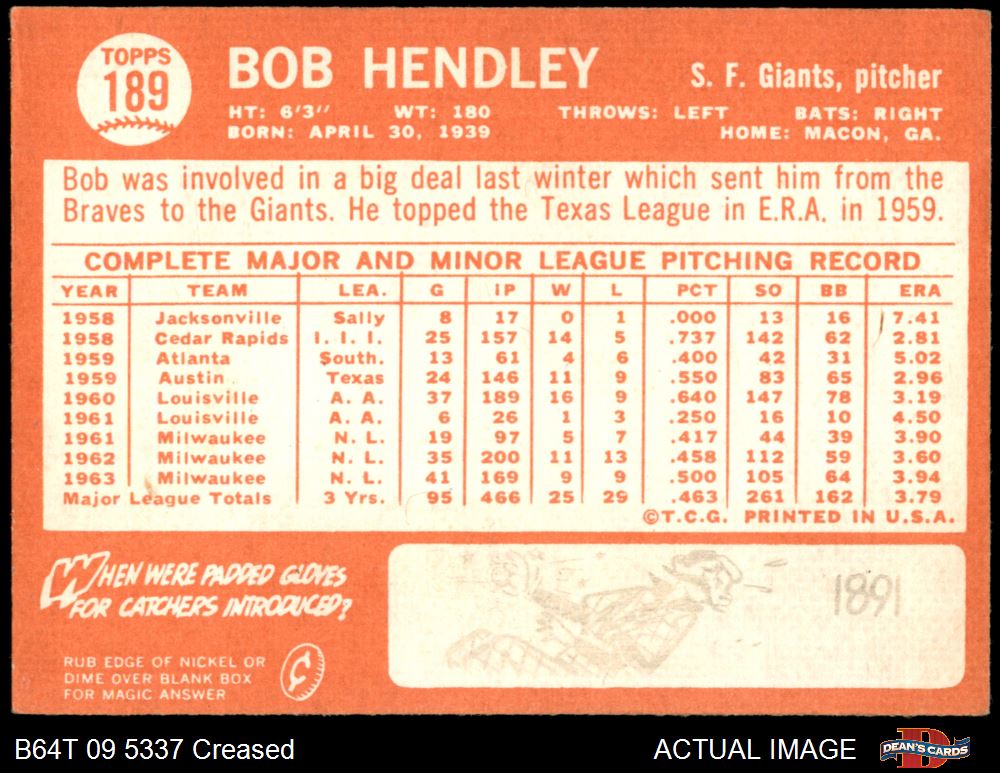 TOPPS
189
BOB HENDLEY
S. F. Giants, pitcher
HT: 6'3" WT: 180 THROWS: LEFT BATS: RIGHT
BORN: APRIL 30, 1939 HOME: MACON, GA.
Bob was involved in a big deal last winter which sent him from the
Braves to the Giants. He topped the Texas League in E.R.A. in 1959.
COMPLETE MAJOR AND MINOR LEAGUE PITCHING RECORD
YEAR TEAM LEA. G IP W L PCT SO BB ERA
1958 Jacksonville Sally 8 17 0 1 .000 13 16 7.41
1958 Cedar Rapids I. I. I. 25 157 14 5 .737 142 62 2.81
1959 Atlanta South. 13 61 4 6 .400 42 31 5.02
1959 Austin Texas 24 146 11 9 .550 83 65 2.96
1960 Louisville A. A. 37 189 16 9 .640 147 78 3.19
1961 Louisville A. A. 6 26 1 3 .250 16 10 4.50
1961 Milwaukee N. L. 19 97 5 7 .417 44 39 3.90
1962 Milwaukee N. L. 35 200 11 13 .458 112 59 3.60
1963 Milwaukee N. L. 41 169 9 9 .500 105 64 3.94
Major League Totals 3 Yrs. 95 466 25 29 .463 261 162 3.79
©T.C.G. PRINTED IN U.S.A.
WHEN WERE PADDED GLOVES
FOR CATCHERS INTRODUCED?
1891
RUB EDGE OF NICKEL OR
DIME OVER BLANK BOX
FOR MAGIC ANSWER
B64T 09 5337 Creased
ACTUAL IMAGE
DEAN'S CARDS